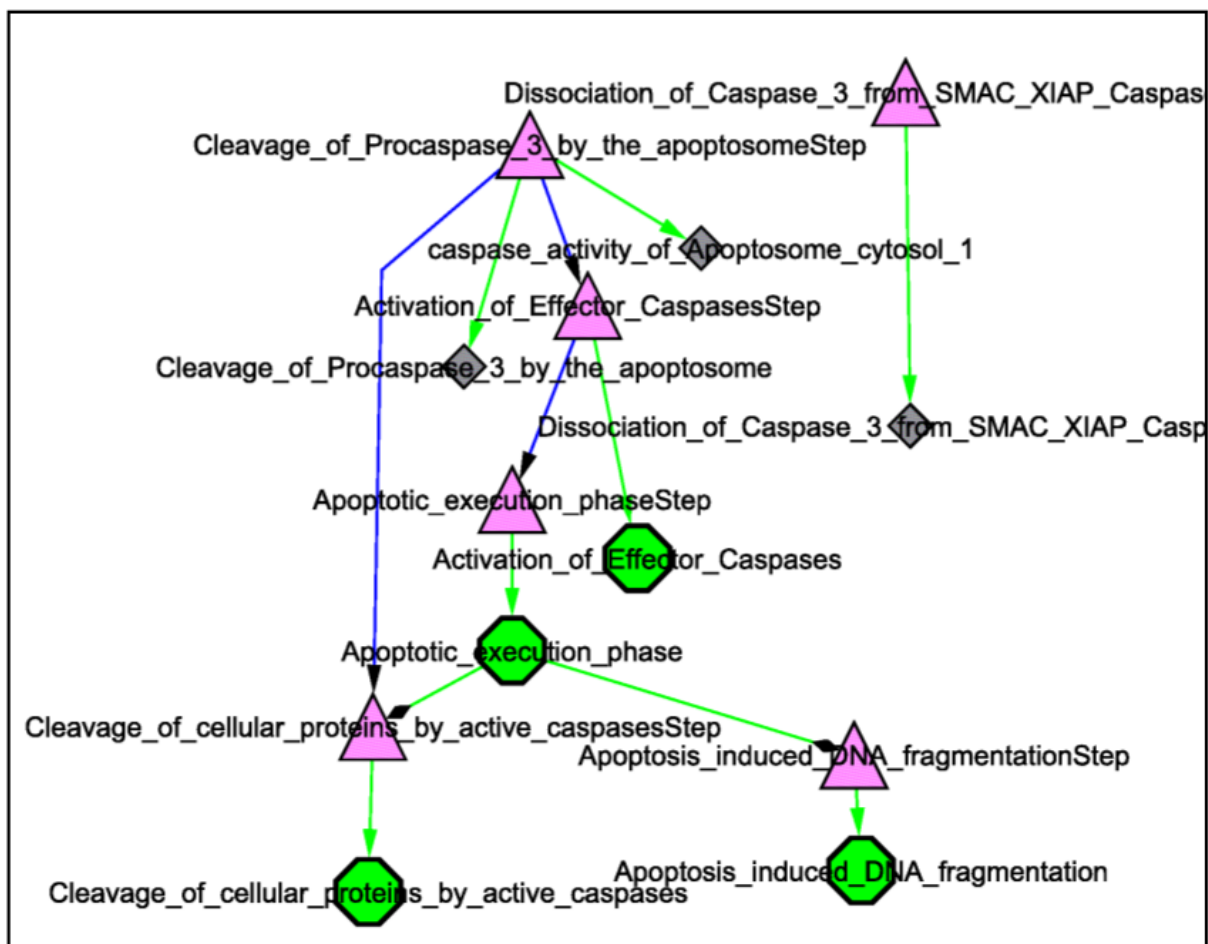 Dissociation_of_Caspase_3_from_SMAC_XIAP_Caspas
Cleavage_of_Procaspase_3_by_the_apoptosomeStep
caspase_activity_of_Apoptosome_cytosol_1
Activation_of_Effector_CaspasesStep
Cleavage_of_Procaspase_3_by_the_apoptosome
Dissociation_of_Caspase_3_from_SMAC_XIAP_Casp
Apoptotic_execution_phaseStep
Activation_of_Effector_Caspases
Apoptotic_execution_phase
Cleavage_of_cellular_proteins_by_active_caspasesStep
Apoptosis_induced_DNA_fragmentationStep
Apoptosis_induced_DNA_fragmentation
Cleavage_of_cellular_proteins_by_active_caspases